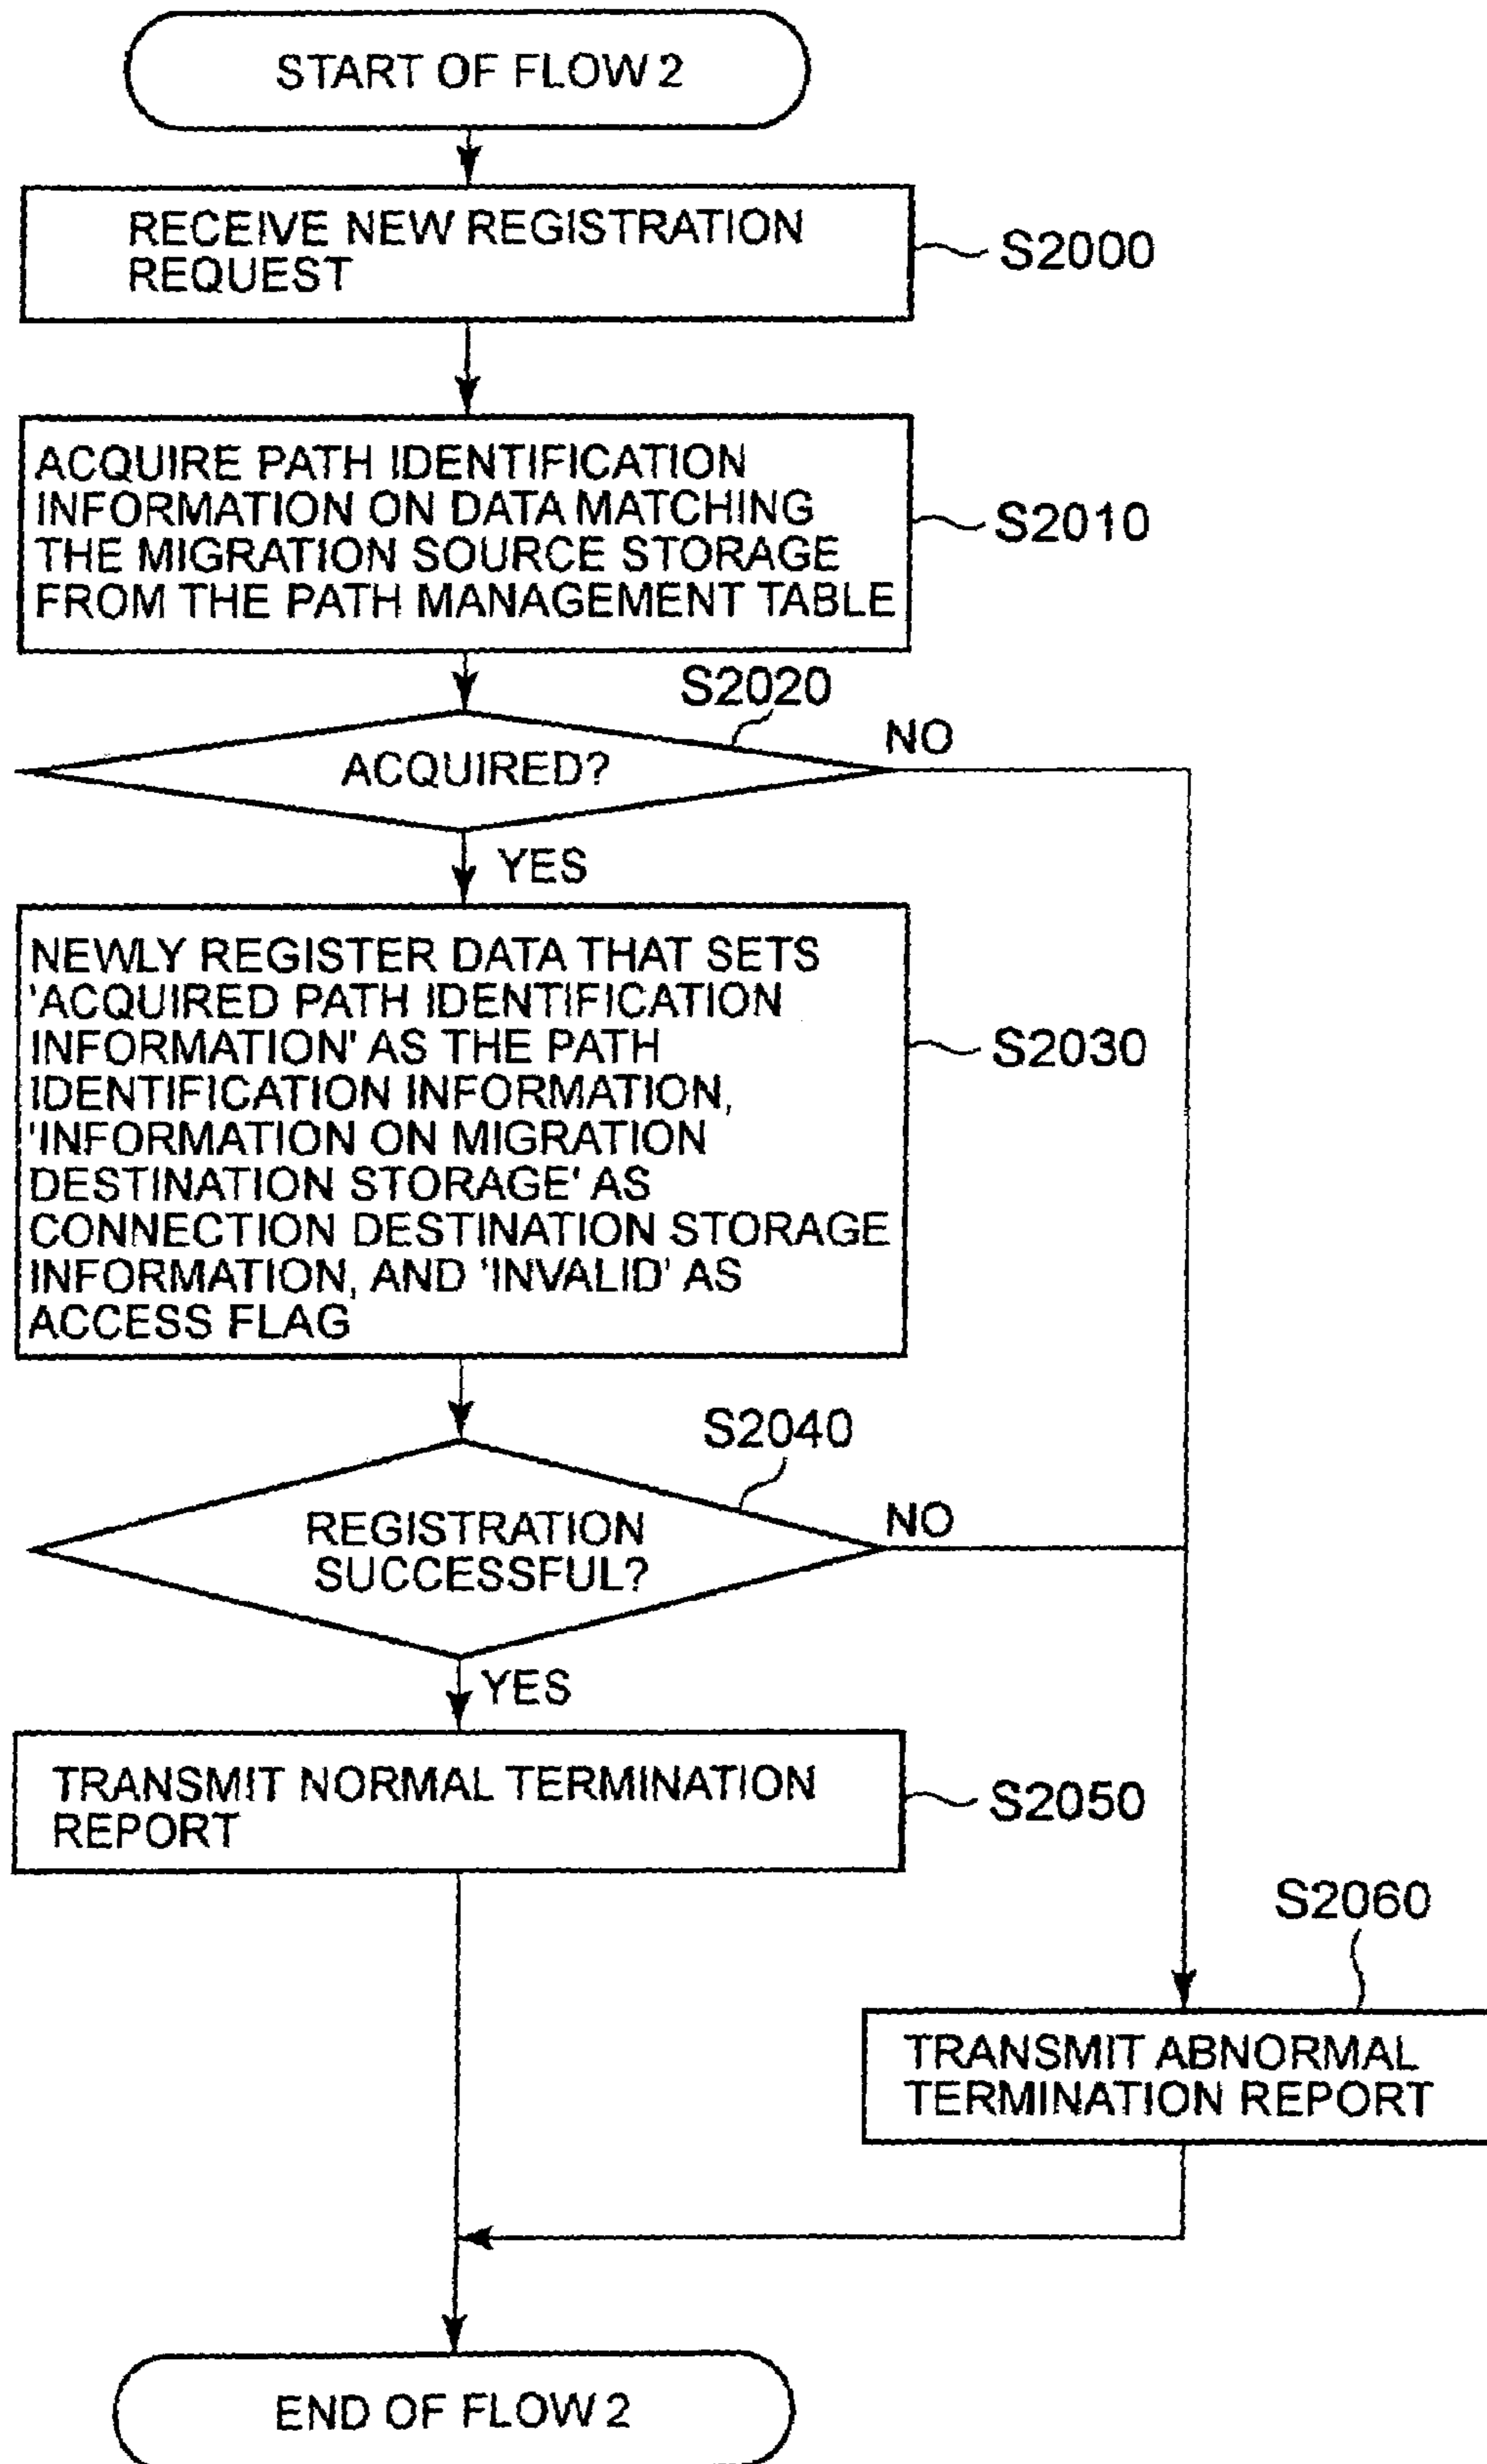 START OF FLOW 2
RECEIVE NEW REGISTRATION
REQUEST
S2000
ACQUIRE PATH IDENTIFICATION
INFORMATION ON DATA MATCHING
THE MIGRATION SOURCE STORAGE
FROM THE PATH MANAGEMENT TABLE
S2010
S2020
ACQUIRED?
NO
YES
NEWLY REGISTER DATA THAT SETS
'ACQUIRED PATH IDENTIFICATION
INFORMATION' AS THE PATH
IDENTIFICATION INFORMATION,
'INFORMATION ON MIGRATION
DESTINATION STORAGE' AS
CONNECTION DESTINATION STORAGE
INFORMATION, AND 'INVALID' AS
ACCESS FLAG
S2030
S2040
REGISTRATION
SUCCESSFUL?
NO
YES
TRANSMIT NORMAL TERMINATION
REPORT
S2050
S2060
TRANSMIT ABNORMAL
TERMINATION REPORT
END OF FLOW 2